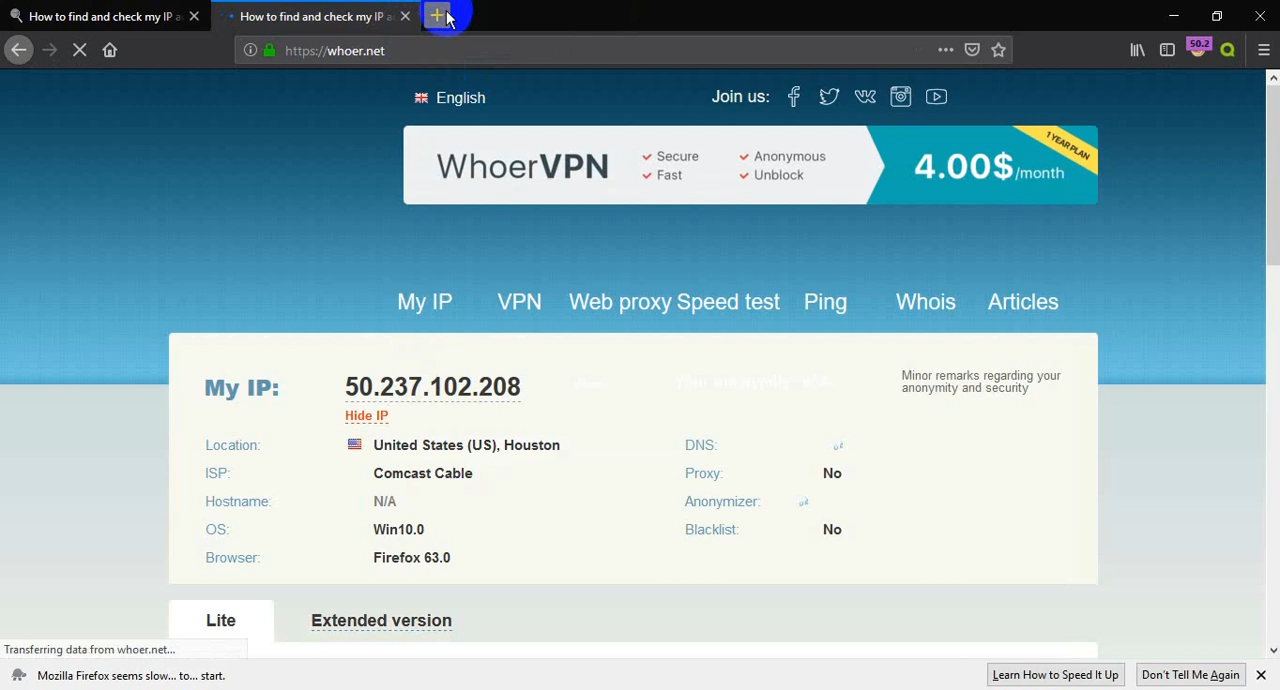 How to find and check my IP a
How to find and check my IP a
https://whoer.net
50.2
English
Join us:
WhoerVPN
Secure
Fast
Anonymous
Unblock
4.00$/month
1 YEAR PLAN
My IP
VPN
Web proxy
Speed test
Ping
Whois
Articles
My IP:
50.237.102.208
Hide IP
Minor remarks regarding your
anonymity and security
Location:
United States (US), Houston
DNS:
ISP:
Comcast Cable
Proxy:
No
Hostname:
N/A
Anonymizer:
OS:
Win10.0
Blacklist:
No
Browser:
Firefox 63.0
Lite
Extended version
Transferring data from whoer.net...
Mozilla Firefox seems slow... to... start.
Learn How to Speed It Up
Don't Tell Me Again